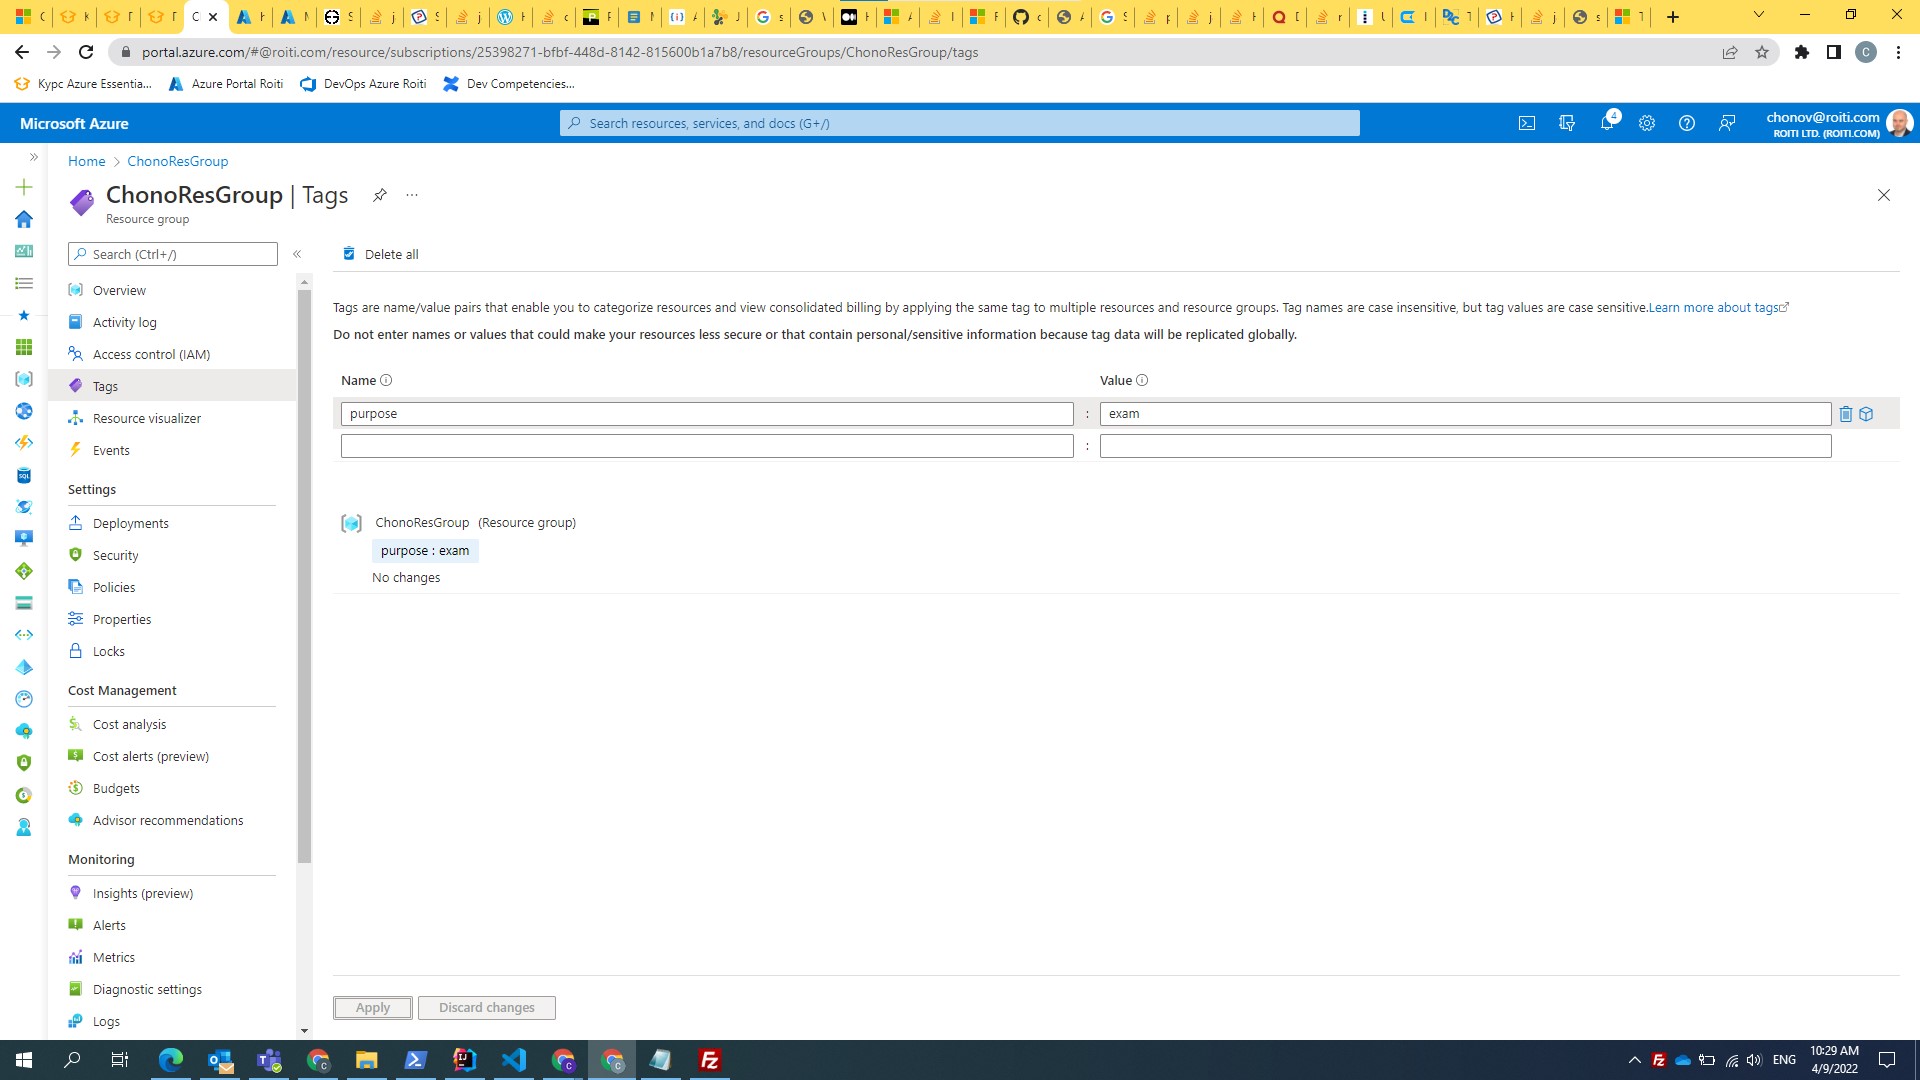 portal.azure.com/#@roiti.com/resource/subscriptions/25398271-bfbf-448d-8142-815600b1a7b8/resourceGroups/ChonoResGroup/tags
Курс Azure Essentia... Azure Portal Roiti DevOps Azure Roiti Dev Competencies...
Microsoft Azure
Search resources, services, and docs (G+/)
4
chonov@roiti.com
ROITI LTD. (ROITI.COM)
Home > ChonoResGroup
ChonoResGroup | Tags
Resource group
Search (Ctrl+/)
Overview
Activity log
Access control (IAM)
Tags
Resource visualizer
Events
Settings
Deployments
Security
Policies
Properties
Locks
Cost Management
Cost analysis
Cost alerts (preview)
Budgets
Advisor recommendations
Monitoring
Insights (preview)
Alerts
Metrics
Diagnostic settings
Logs
Delete all
Tags are name/value pairs that enable you to categorize resources and view consolidated billing by applying the same tag to multiple resources and resource groups. Tag names are case insensitive, but tag values are case sensitive.Learn more about tags
Do not enter names or values that could make your resources less secure or that contain personal/sensitive information because tag data will be replicated globally.
Name Value
purpose : exam
:
ChonoResGroup (Resource group)
purpose : exam
No changes
Apply Discard changes
ENG
10:29 AM
4/9/2022